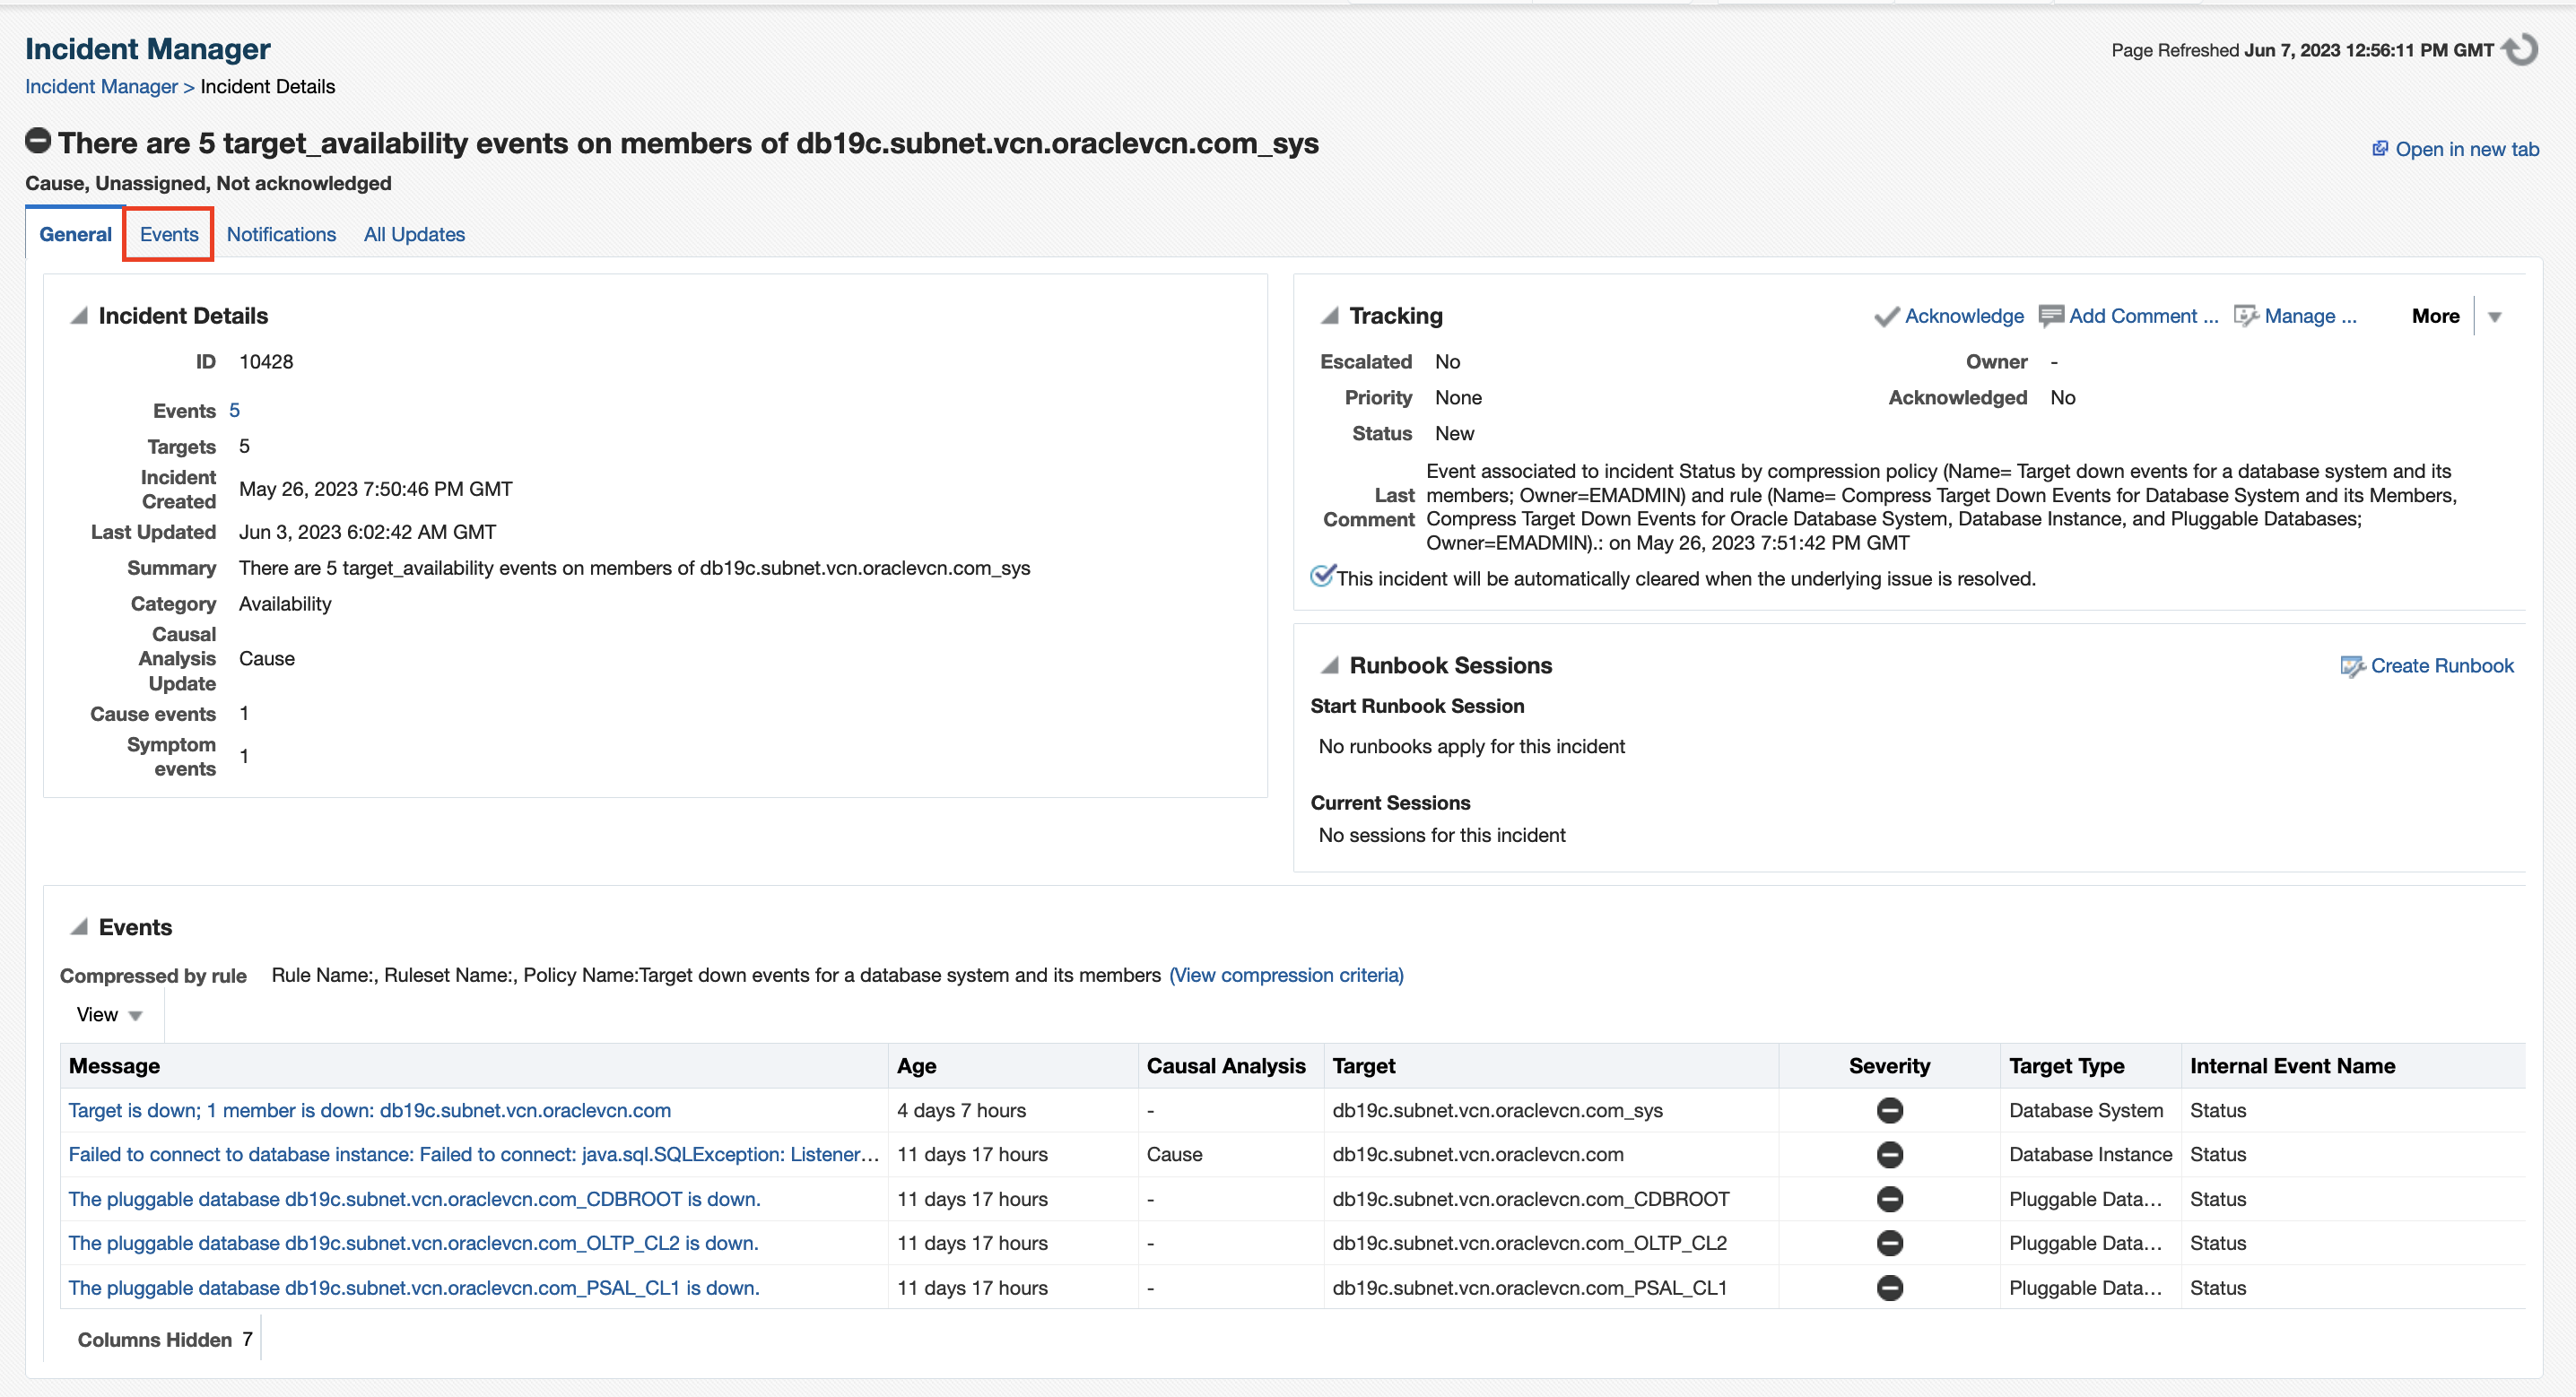 Incident Manager
Page Refreshed Jun 7, 2023 12:56:11 PM GMT
Incident Manager > Incident Details
There are 5 target_availability events on members of db19c.subnet.vcn.oraclevcn.com_sys
Open in new tab
Cause, Unassigned, Not acknowledged
General Events Notifications All Updates
Incident Details
ID 10428
Events 5
Targets 5
Incident
Created May 26, 2023 7:50:46 PM GMT
Last Updated Jun 3, 2023 6:02:42 AM GMT
Summary There are 5 target_availability events on members of db19c.subnet.vcn.oraclevcn.com_sys
Category Availability
Causal
Analysis Cause
Update
Cause events 1
Symptom
events 1
Tracking Acknowledge Add Comment ... Manage ... More
Escalated No Owner -
Priority None Acknowledged No
Status New
Event associated to incident Status by compression policy (Name= Target down events for a database system and its
Last members; Owner=EMADMIN) and rule (Name= Compress Target Down Events for Database System and its Members,
Comment Compress Target Down Events for Oracle Database System, Database Instance, and Pluggable Databases;
Owner=EMADMIN).: on May 26, 2023 7:51:42 PM GMT
This incident will be automatically cleared when the underlying issue is resolved.
Runbook Sessions Create Runbook
Start Runbook Session
No runbooks apply for this incident
Current Sessions
No sessions for this incident
Events
Compressed by rule Rule Name:, Ruleset Name:, Policy Name:Target down events for a database system and its members (View compression criteria)
View
Message Age Causal Analysis Target Severity Target Type Internal Event Name
Target is down; 1 member is down: db19c.subnet.vcn.oraclevcn.com 4 days 7 hours - db19c.subnet.vcn.oraclevcn.com_sys Database System Status
Failed to connect to database instance: Failed to connect: java.sql.SQLException: Listener... 11 days 17 hours Cause db19c.subnet.vcn.oraclevcn.com Database Instance Status
The pluggable database db19c.subnet.vcn.oraclevcn.com_CDBROOT is down. 11 days 17 hours - db19c.subnet.vcn.oraclevcn.com_CDBROOT Pluggable Data... Status
The pluggable database db19c.subnet.vcn.oraclevcn.com_OLTP_CL2 is down. 11 days 17 hours - db19c.subnet.vcn.oraclevcn.com_OLTP_CL2 Pluggable Data... Status
The pluggable database db19c.subnet.vcn.oraclevcn.com_PSAL_CL1 is down. 11 days 17 hours - db19c.subnet.vcn.oraclevcn.com_PSAL_CL1 Pluggable Data... Status
Columns Hidden 7